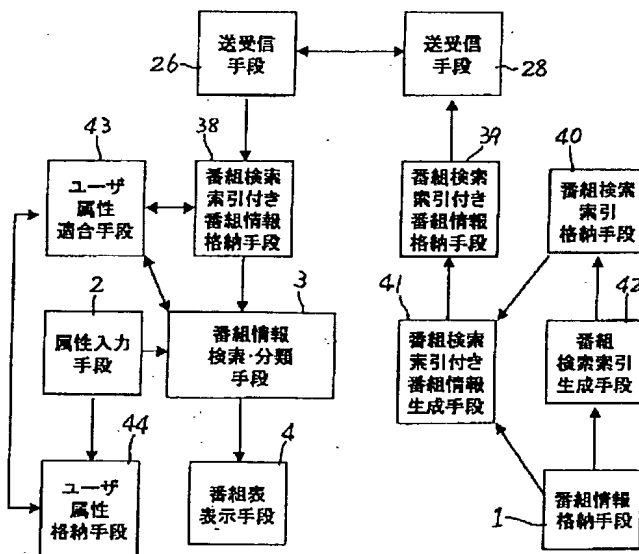 送受信
手段
26
送受信
手段
28
43
ユーザ
属性
適合手段
38
番組検索
索引付き
番組情報
格納手段
39
番組検索
索引付き
番組情報
格納手段
40
番組検索
索引
格納手段
2
属性入力
手段
3
番組情報
検索・分類
手段
41
番組検索
索引付き
番組情報
生成手段
42
番組
検索索引
生成手段
44
ユーザ
属性
格納手段
4
番組表
表示手段
1
番組情報
格納手段